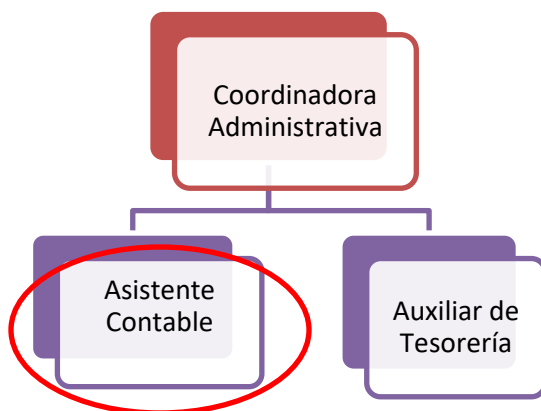 Coordinadora
Administrativa
Asistente
Contable
Auxiliar de
Tesorería